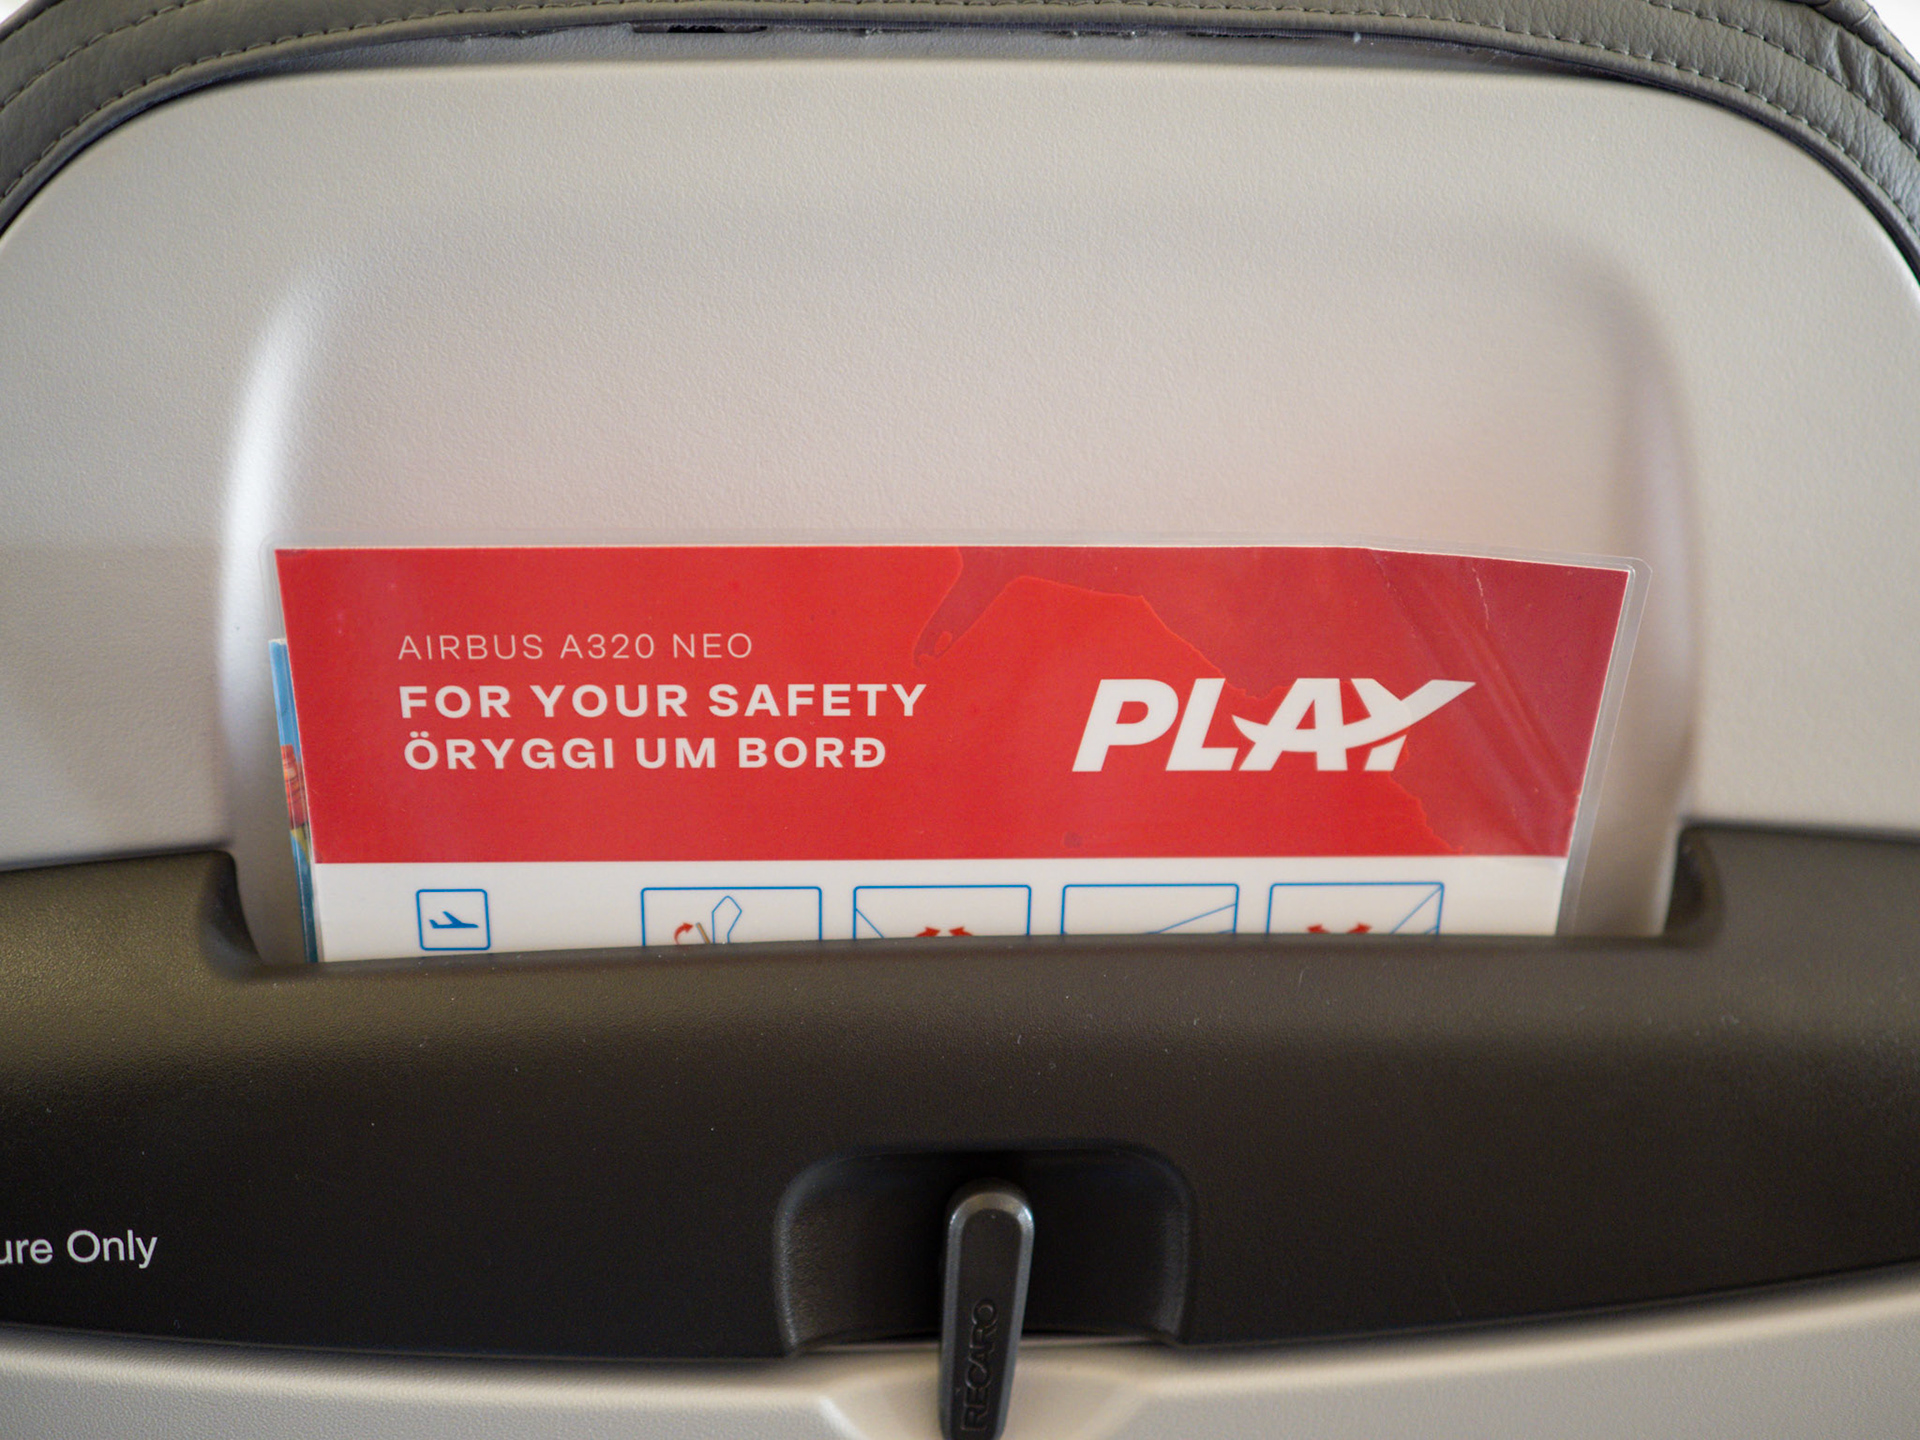 AIRBUS A320 NEO
FOR YOUR SAFETY
ÖRYGGI UM BORÐ
PLAY
ure Only
RECARO